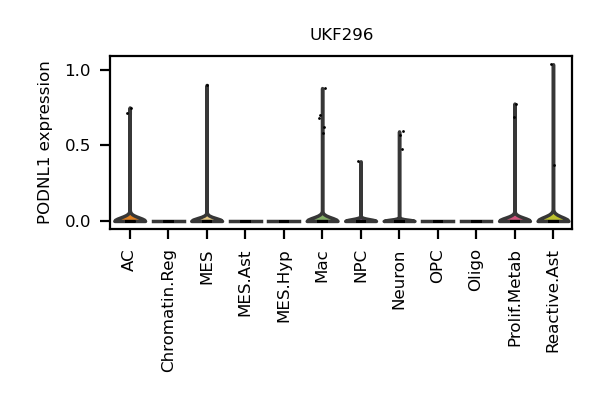 UKF296
PODNL1 expression
1.0
0.5
0.0
AC
Chromatin.Reg
MES
MES.Ast
MES.Hyp
Mac
NPC
Neuron
OPC
Oligo
Prolif.Metab
Reactive.Ast